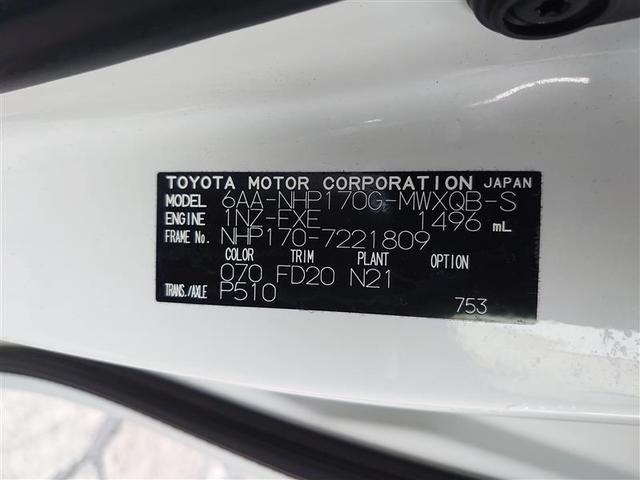 TOYOTA MOTOR CORPORATION JAPAN
MODEL 6AA-NHP170G-MWXQB-S
ENGINE 1NZ-FXE 1496 mL
FRAME No. NHP170-7221809
COLOR TRIM PLANT OPTION
070 FD20 N21
TRANS./AXLE P510
753